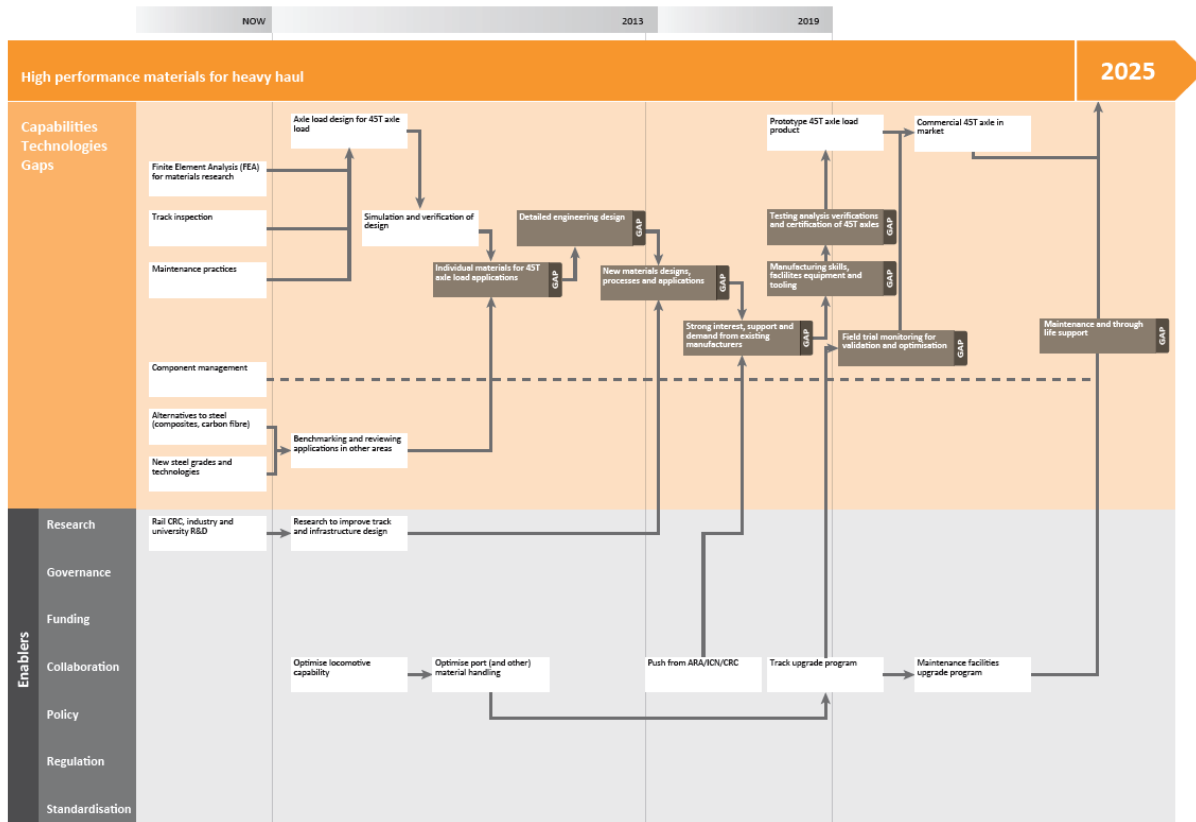 NOW
2013
2019
High performance materials for heavy haul
2025
Capabilities
Technologies
Gaps
Axle load design for 45T axle
load
Prototype 45T axle load
product
Commercial 45T axle in
market
Finite Element Analysis (FEA)
for materials research
Track inspection
Simulation and verification of
design
Detailed engineering design
GAP
Testing analysis verifications
and certification of 45T axles
GAP
Maintenance practices
Individual materials for 45T
axle load applications
GAP
New materials designs,
processes and applications
GAP
Manufacturing skills,
facilites equipment and
tooling
GAP
Strong interest, support and
demand from existing
manufacturers
GAP
Field trial monitoring for
validation and optimisation
GAP
Maintenance and through
life support
GAP
Component management
Alternatives to steel
(composites, carbon fibre)
Benchmarking and reviewing
applications in other areas
New steel grades and
technologies
Enablers
Research
Rail CRC, industry and
university R&D
Research to improve track
and infrastructure design
Governance
Funding
Collaboration
Optimise locomotive
capability
Optimise port (and other)
material handling
Push from ARA/ICN/CRC
Track upgrade program
Maintenance facilities
upgrade program
Policy
Regulation
Standardisation